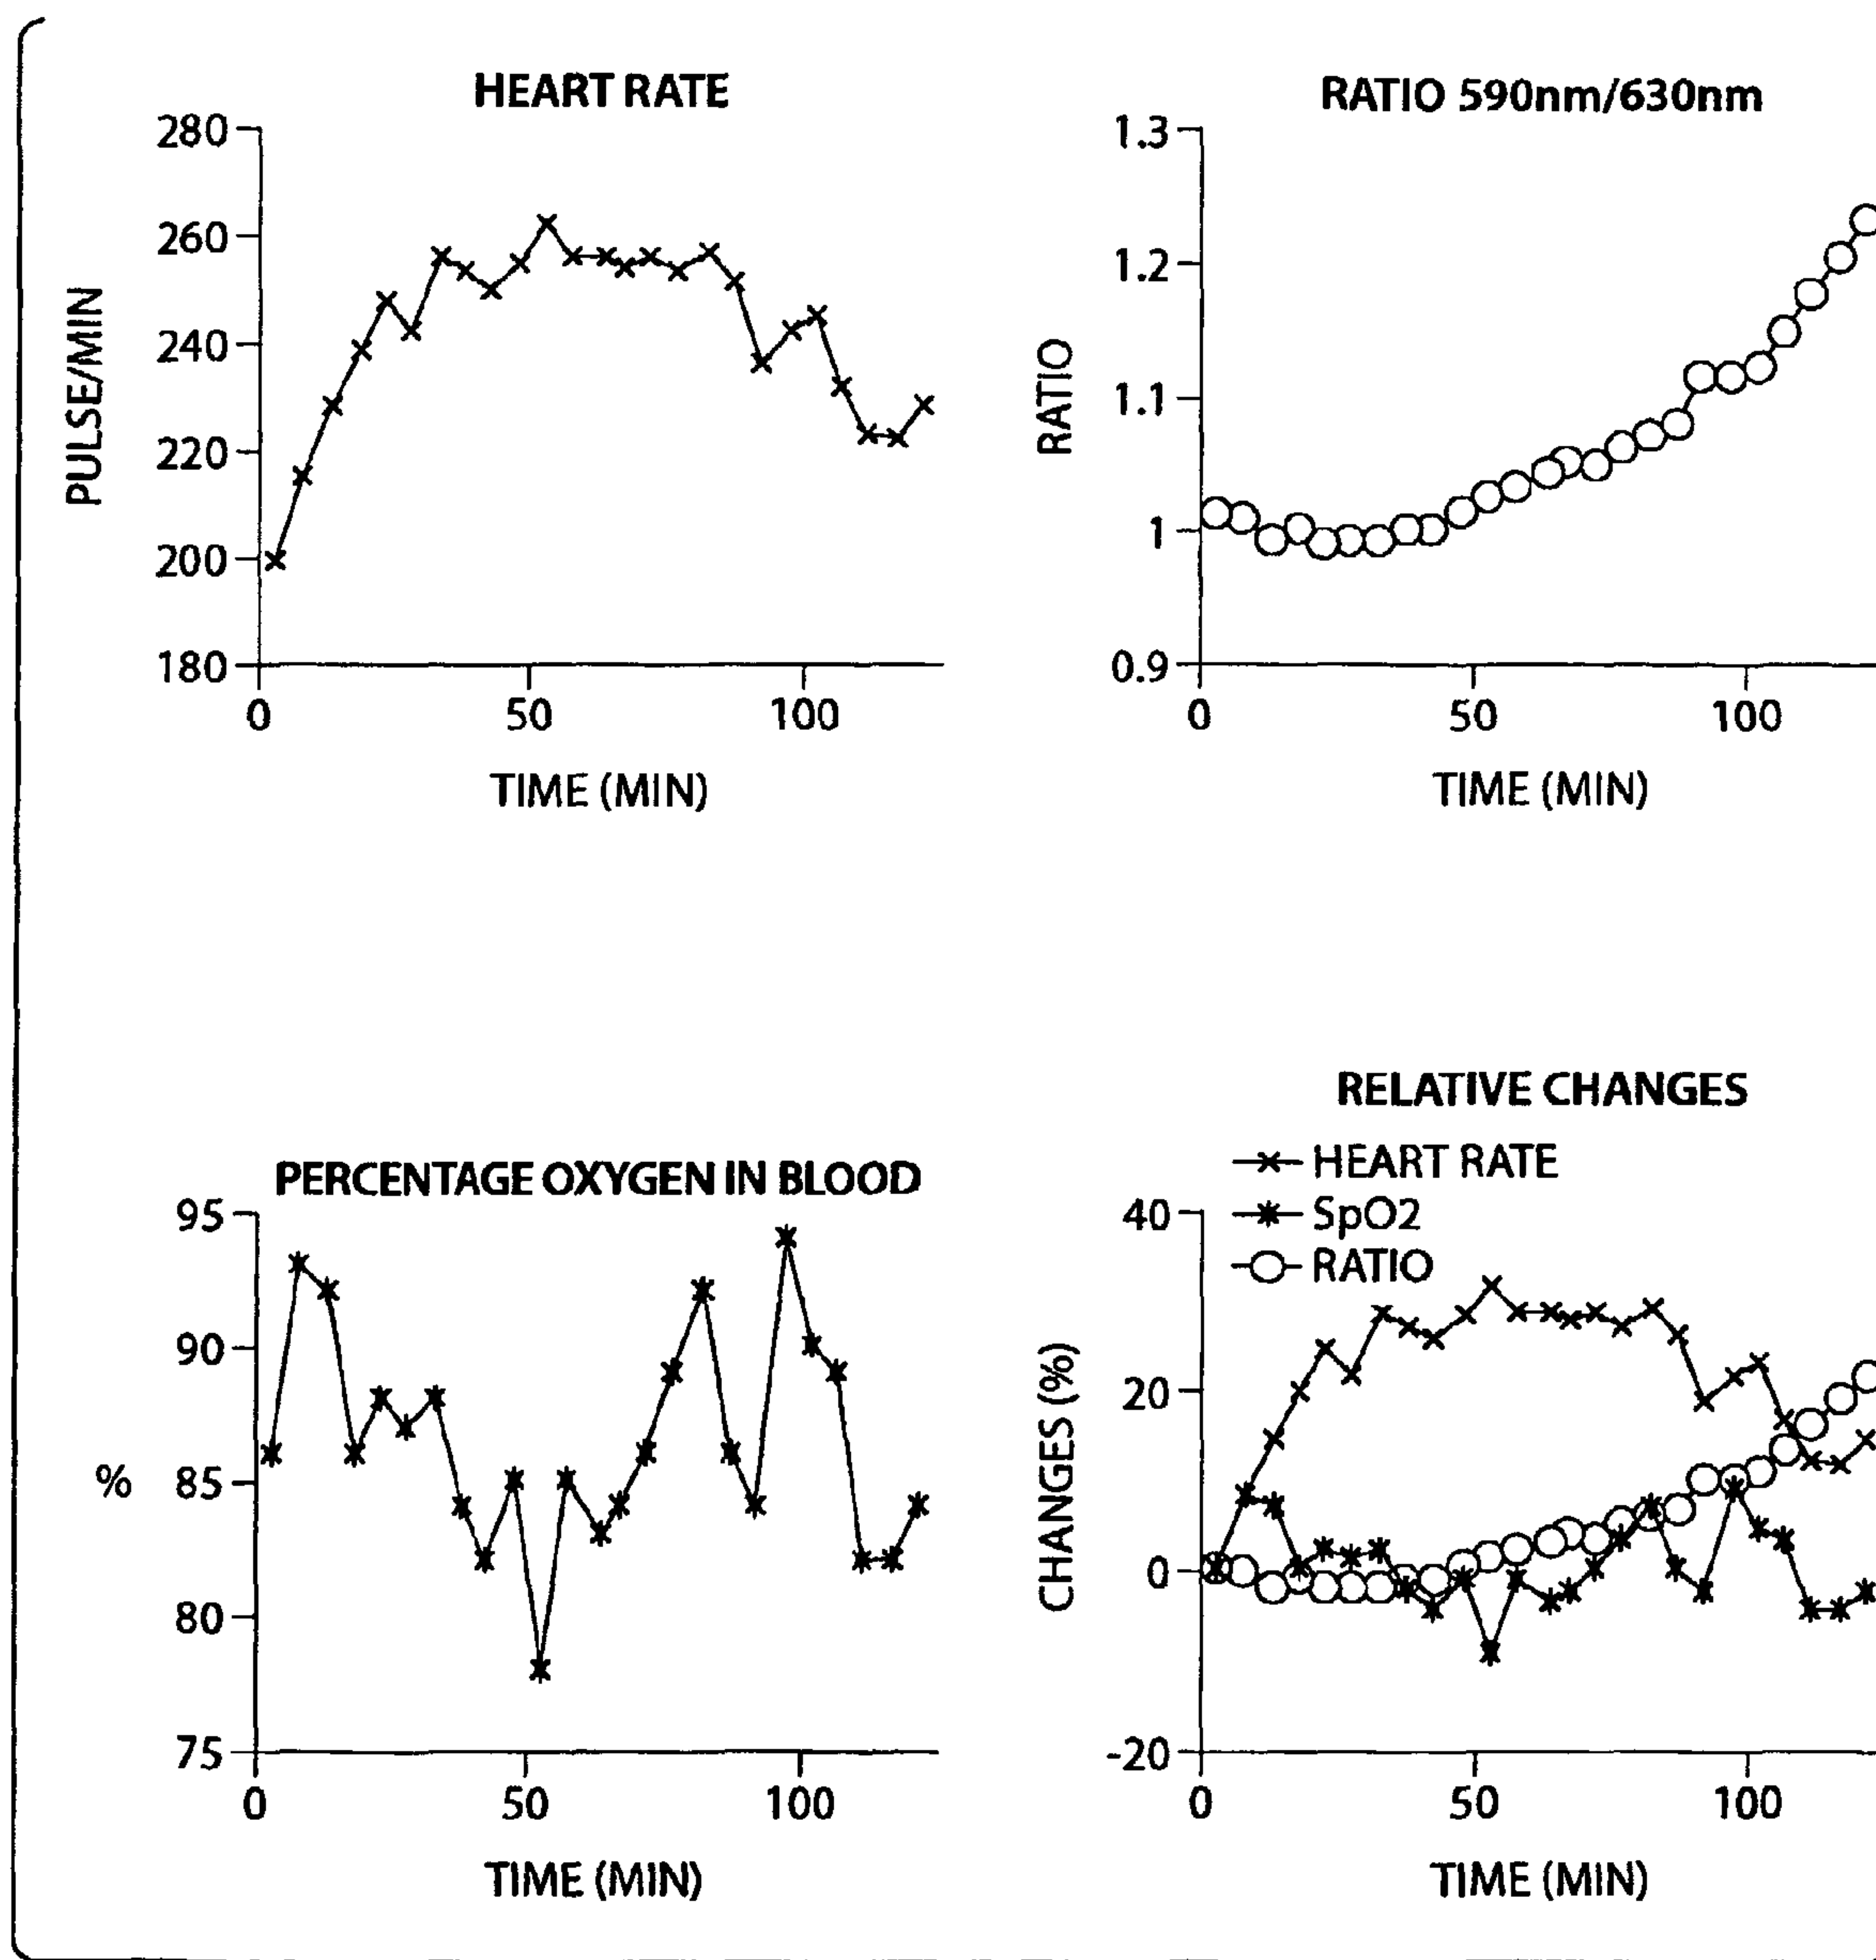 HEART RATE
280
260
240
220
200
180
PULSE/MIN
0 50 100
TIME (MIN)
RATIO 590nm/630nm
1.3
1.2
1.1
1
0.9
RATIO
0 50 100
TIME (MIN)
PERCENTAGE OXYGEN IN BLOOD
95
90
85
80
75
%
0 50 100
TIME (MIN)
RELATIVE CHANGES
HEART RATE
SpO2
RATIO
40
20
0
-20
CHANGES (%)
0 50 100
TIME (MIN)